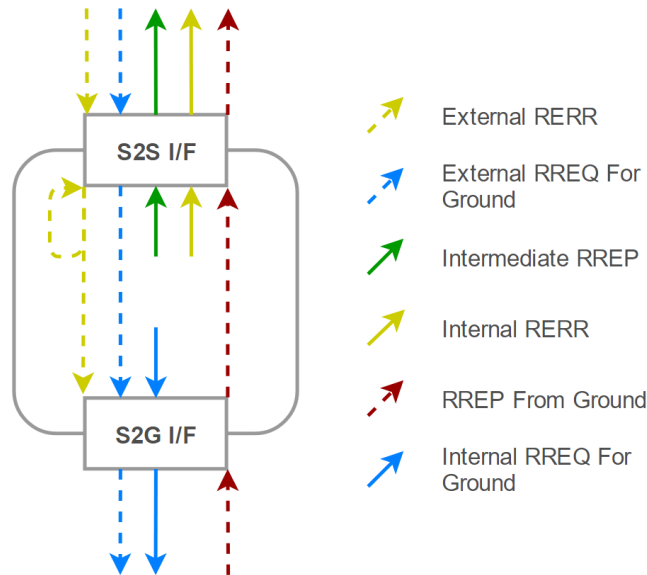 S2S I/F
S2G I/F
External RERR
External RREQ For
Ground
Intermediate RREP
Internal RERR
RREP From Ground
Internal RREQ For
Ground